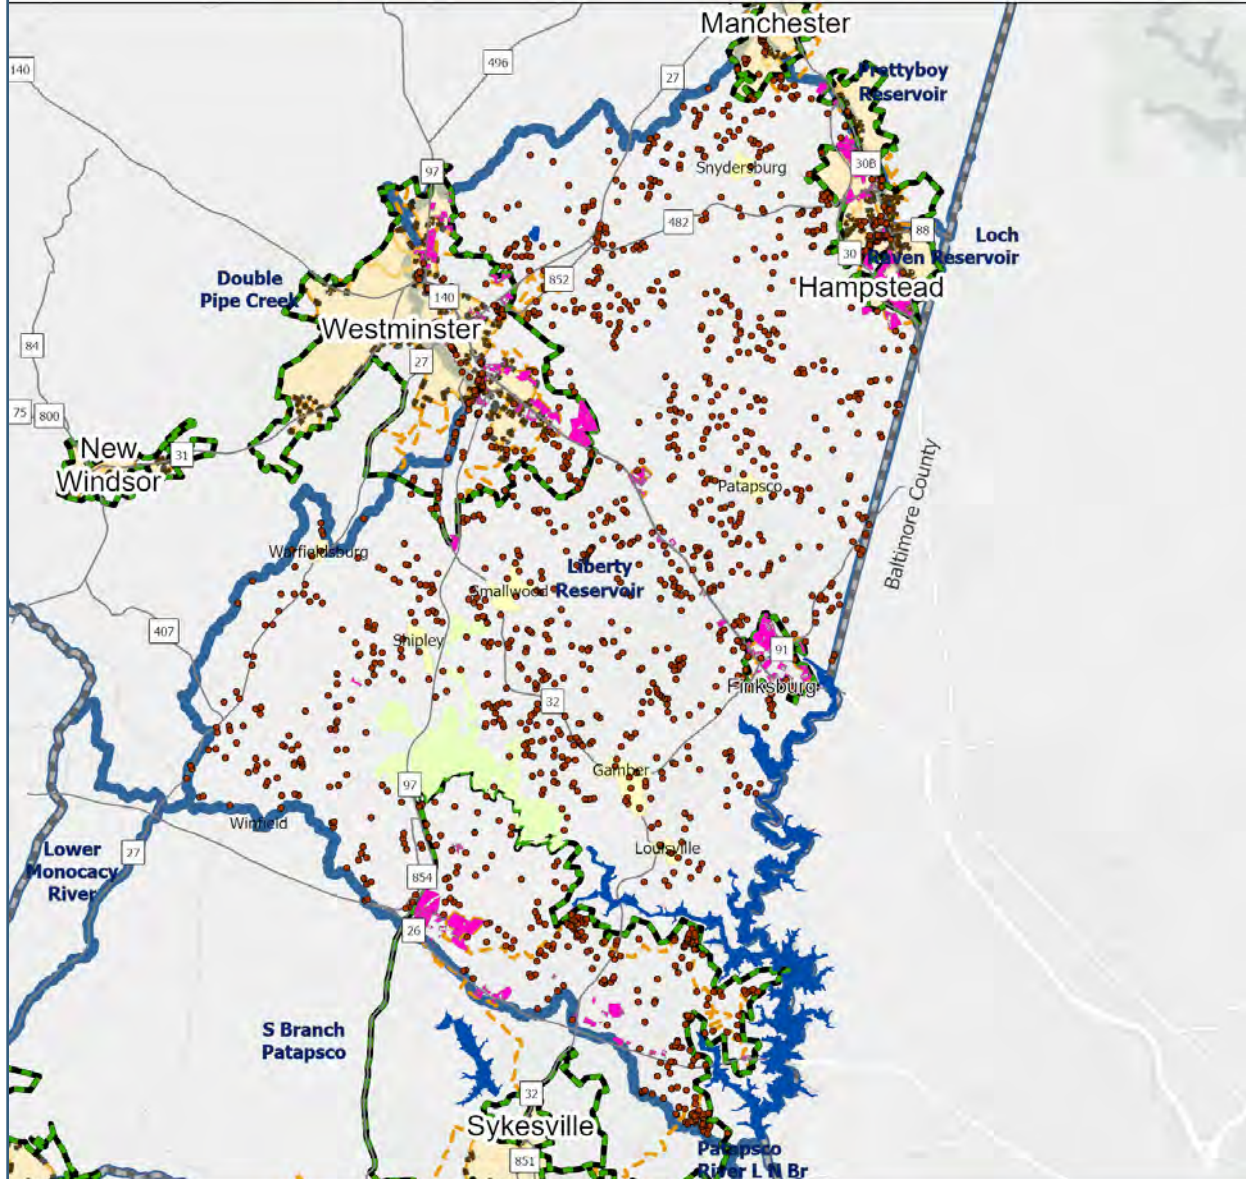 Manchester
140
496
27
Prettyboy
Reservoir
97
30B
Snydersburg
482
88
Loch
Raven Reservoir
30
Double
Pipe Creek
852
Hampstead
140
Westminster
84
27
75
800
New
Windsor
31
Baltimore County
Patapsco
Warfieldsburg
Liberty
Reservoir
Smallwood
407
Shipley
91
Finksburg
32
Gamber
97
Winfield
Lower
Monocacy
River
27
Louisville
854
26
S Branch
Patapsco
32
Sykesville
851
Patapsco
River L N Br